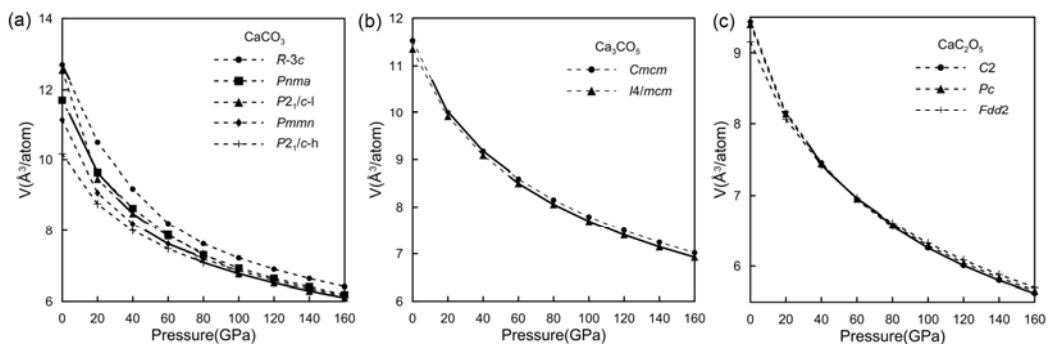 (a)
CaCO3
R-3c
Pnma
P21/c-l
Pmmn
P21/c-h
V(Å3/atom)
14
12
10
8
6
0 20 40 60 80 100 120 140 160
Pressure(GPa)
(b)
Ca3CO5
Cmcm
I4/mcm
V(Å3/atom)
12
11
10
9
8
7
6
0 20 40 60 80 100 120 140 160
Pressure(GPa)
(c)
CaC2O5
C2
Pc
Fdd2
V(Å3/atom)
9
8
7
6
0 20 40 60 80 100 120 140 160
Pressure(GPa)